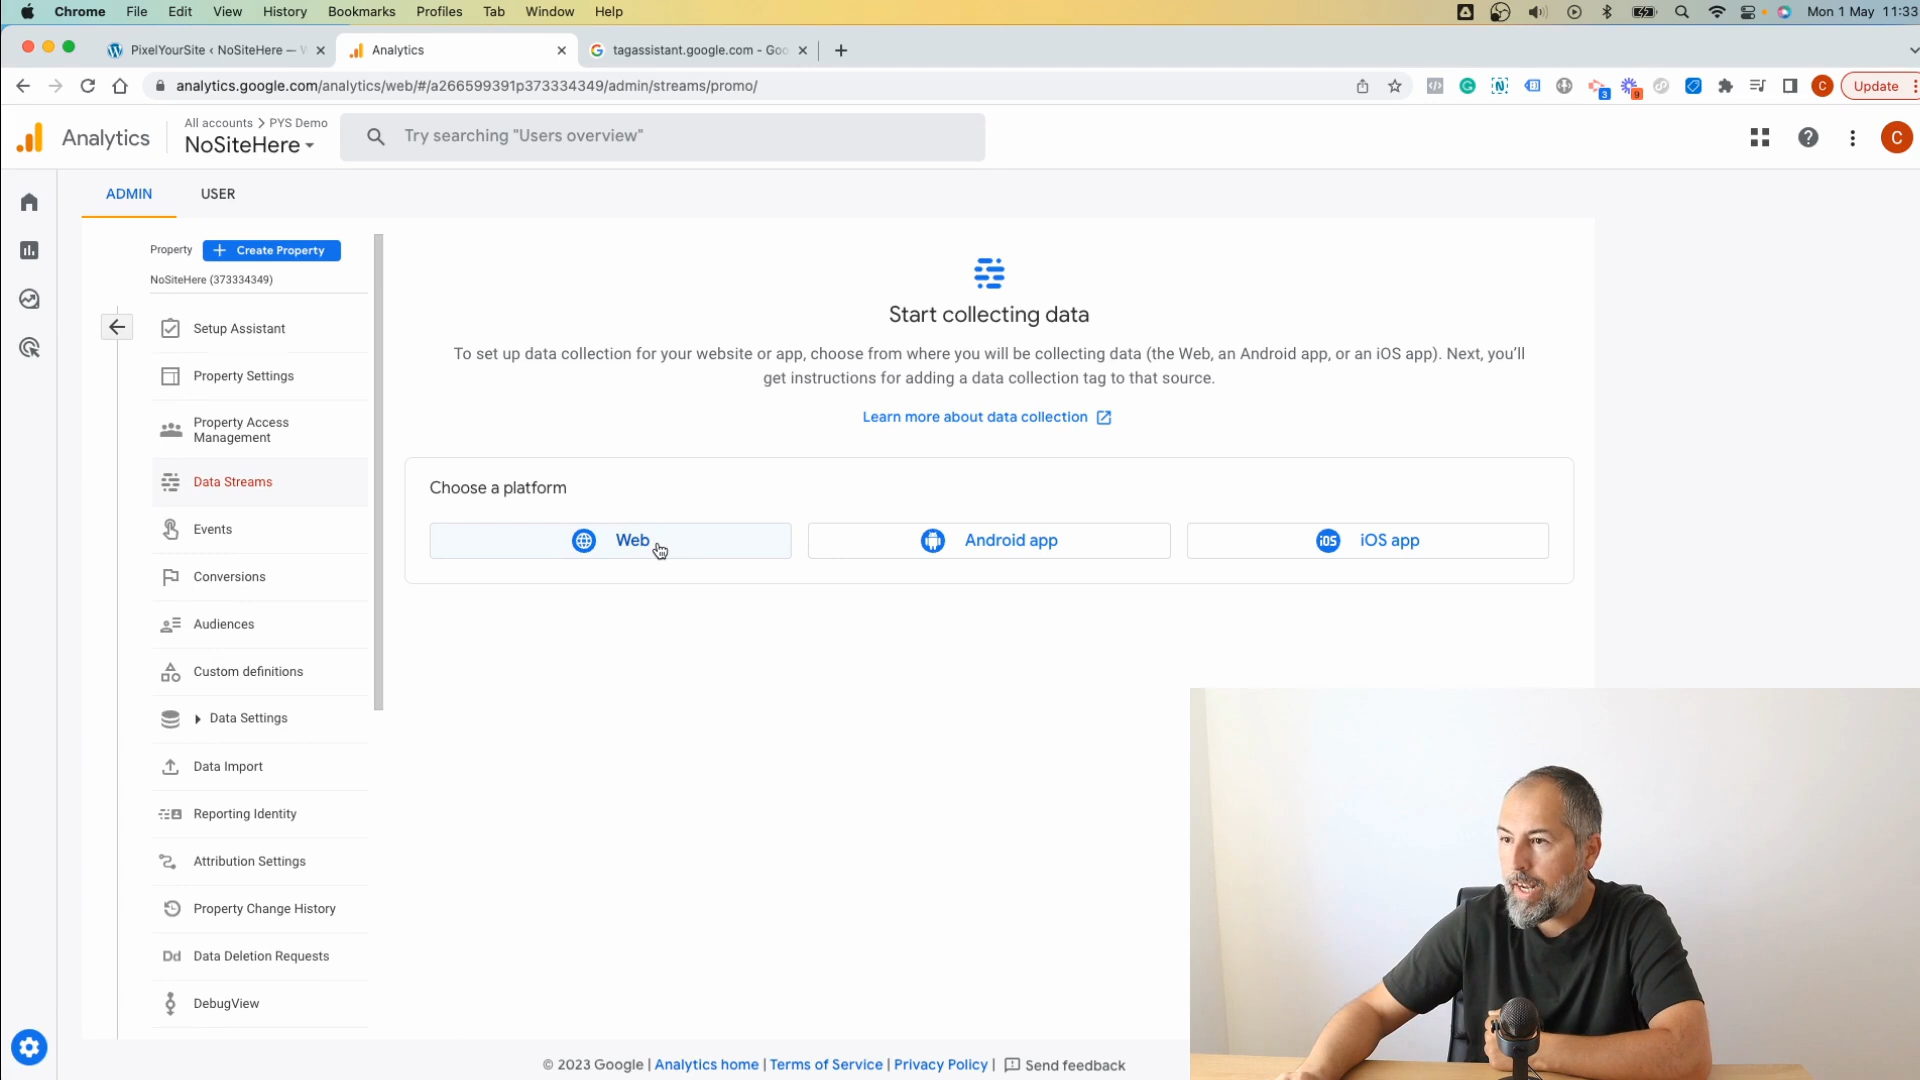 Chrome File Edit View History Bookmarks Profiles Tab Window Help Mon 1 May 11:33
PixelYourSite ‹ NoSiteHere — Analytics tagassistant.google.com - Goo
analytics.google.com/analytics/web/#/a266599391p373334349/admin/streams/promo/ 3 9 C Update
Analytics
All accounts > PYS Demo
NoSiteHere
Try searching "Users overview"
C
ADMIN USER
Property + Create Property
NoSiteHere (373334349)
Setup Assistant
Property Settings
Property Access
Management
Data Streams
Events
Conversions
Audiences
Custom definitions
Data Settings
Data Import
Reporting Identity
Attribution Settings
Property Change History
Dd Data Deletion Requests
DebugView
Start collecting data
To set up data collection for your website or app, choose from where you will be collecting data (the Web, an Android app, or an iOS app). Next, you’ll
get instructions for adding a data collection tag to that source.
Learn more about data collection
Choose a platform
Web
Android app
iOS iOS app
© 2023 Google | Analytics home | Terms of Service | Privacy Policy | Send feedback